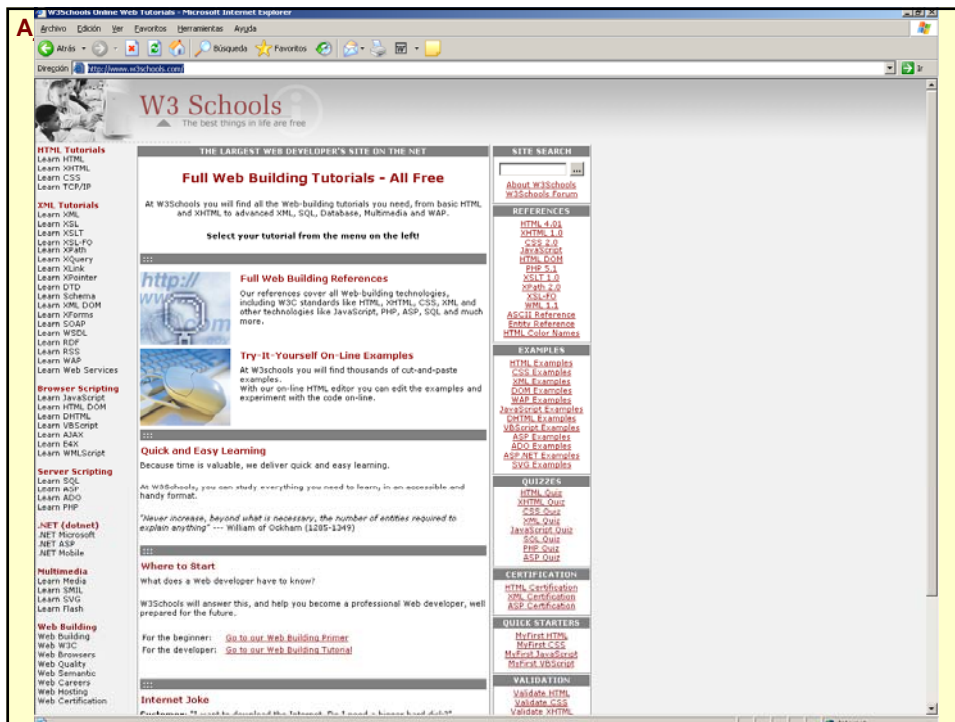 A
W3Schools Online Web Tutorials - Microsoft Internet Explorer
Archivo Edición Ver Favoritos Herramientas Ayuda
Atrás Búsqueda Favoritos
Dirección http://www.w3schools.com/ Ir
W3 Schools
The best things in life are free
HTML Tutorials
Learn HTML
Learn XHTML
Learn CSS
Learn TCP/IP
XML Tutorials
Learn XML
Learn XSL
Learn XSLT
Learn XSL-FO
Learn XPath
Learn XQuery
Learn XLink
Learn XPointer
Learn DTD
Learn Schema
Learn XML DOM
Learn XForms
Learn SOAP
Learn WSDL
Learn RDF
Learn RSS
Learn WAP
Learn Web Services
Browser Scripting
Learn JavaScript
Learn HTML DOM
Learn DHTML
Learn VBScript
Learn AJAX
Learn E4X
Learn WMLScript
Server Scripting
Learn SQL
Learn ASP
Learn ADO
Learn PHP
.NET (dotnet)
.NET Microsoft
.NET ASP
.NET Mobile
Multimedia
Learn Media
Learn SMIL
Learn SVG
Learn Flash
Web Building
Web Building
Web W3C
Web Browsers
Web Quality
Web Semantic
Web Careers
Web Hosting
Web Certification
THE LARGEST WEB DEVELOPER'S SITE ON THE NET
Full Web Building Tutorials - All Free
At W3Schools you will find all the Web-building tutorials you need, from basic HTML
and XHTML to advanced XML, SQL, Database, Multimedia and WAP.
Select your tutorial from the menu on the left!
:::
http://
Full Web Building References
Our references cover all Web-building technologies,
including W3C standards like HTML, XHTML, CSS, XML and
other technologies like JavaScript, PHP, ASP, SQL and much
more.
Try-It-Yourself On-Line Examples
At W3schools you will find thousands of cut-and-paste
examples.
With our on-line HTML editor you can edit the examples and
experiment with the code on-line.
:::
Quick and Easy Learning
Because time is valuable, we deliver quick and easy learning.
At W3Schools, you can study everything you need to learn, in an accessible and
handy format.
"Never increase, beyond what is necessary, the number of entities required to
explain anything" --- William of Ockham (1285-1349)
:::
Where to Start
What does a Web developer have to know?
W3Schools will answer this, and help you become a professional Web developer, well
prepared for the future.
For the beginner: Go to our Web Building Primer
For the developer: Go to our Web Building Tutorial
:::
Internet Joke
Customer: "I want to download the Internet. Do I need a bigger hard disk?"
SITE SEARCH
...
About W3Schools
W3Schools Forum
REFERENCES
HTML 4.01
XHTML 1.0
CSS 2.0
JavaScript
HTML DOM
PHP 5.1
XSLT 1.0
XPath 2.0
XSL-FO
WML 1.1
ASCII Reference
Entity Reference
HTML Color Names
EXAMPLES
HTML Examples
CSS Examples
XML Examples
DOM Examples
WAP Examples
JavaScript Examples
DHTML Examples
VBScript Examples
ASP Examples
ADO Examples
ASP.NET Examples
SVG Examples
QUIZZES
HTML Quiz
XHTML Quiz
CSS Quiz
XML Quiz
JavaScript Quiz
SQL Quiz
PHP Quiz
ASP Quiz
CERTIFICATION
HTML Certification
XML Certification
ASP Certification
QUICK STARTERS
MyFirst HTML
MyFirst CSS
MyFirst JavaScript
MyFirst VBScript
VALIDATION
Validate HTML
Validate CSS
Validate XHTML